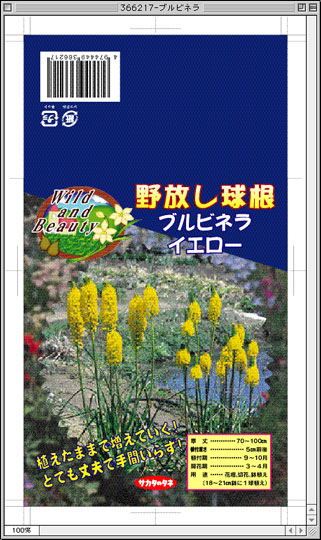 366217-ブルビネラ
4 974449 366217
紙
プラ
Wild
and
Beauty
野放し球根
ブルビネラ
イエロー
植えたままで増えていく!
とても丈夫で手間いらず!
サカタのタネ
草 丈 70〜100cm
5cm前後
植付期 9〜10月
開花期 3〜4月
用 途 花壇、切花、鉢植え
(18〜21cm鉢に1球植え)
100%